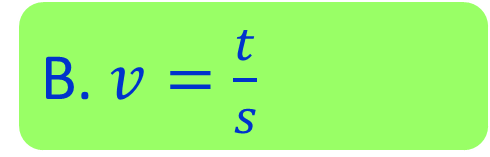 B. 𝑣 = 𝑡/𝑠